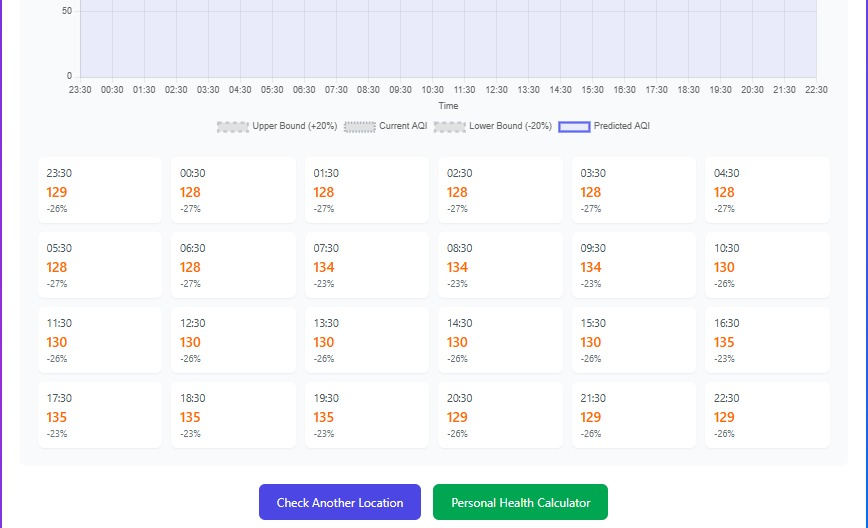 50
0
23:30 00:30 01:30 02:30 03:30 04:30 05:30 06:30 07:30 08:30 09:30 10:30 11:30 12:30 13:30 14:30 15:30 16:30 17:30 18:30 19:30 20:30 21:30 22:30
Time
Upper Bound (+20%) Current AQI Lower Bound (-20%) Predicted AQI
23:30 00:30 01:30 02:30 03:30 04:30
129 128 128 128 128 128
-26% -27% -27% -27% -27% -27%
05:30 06:30 07:30 08:30 09:30 10:30
128 128 134 134 134 130
-27% -27% -23% -23% -23% -26%
11:30 12:30 13:30 14:30 15:30 16:30
130 130 130 130 130 135
-26% -26% -26% -26% -26% -23%
17:30 18:30 19:30 20:30 21:30 22:30
135 135 135 129 129 129
-23% -23% -23% -26% -26% -26%
Check Another Location Personal Health Calculator